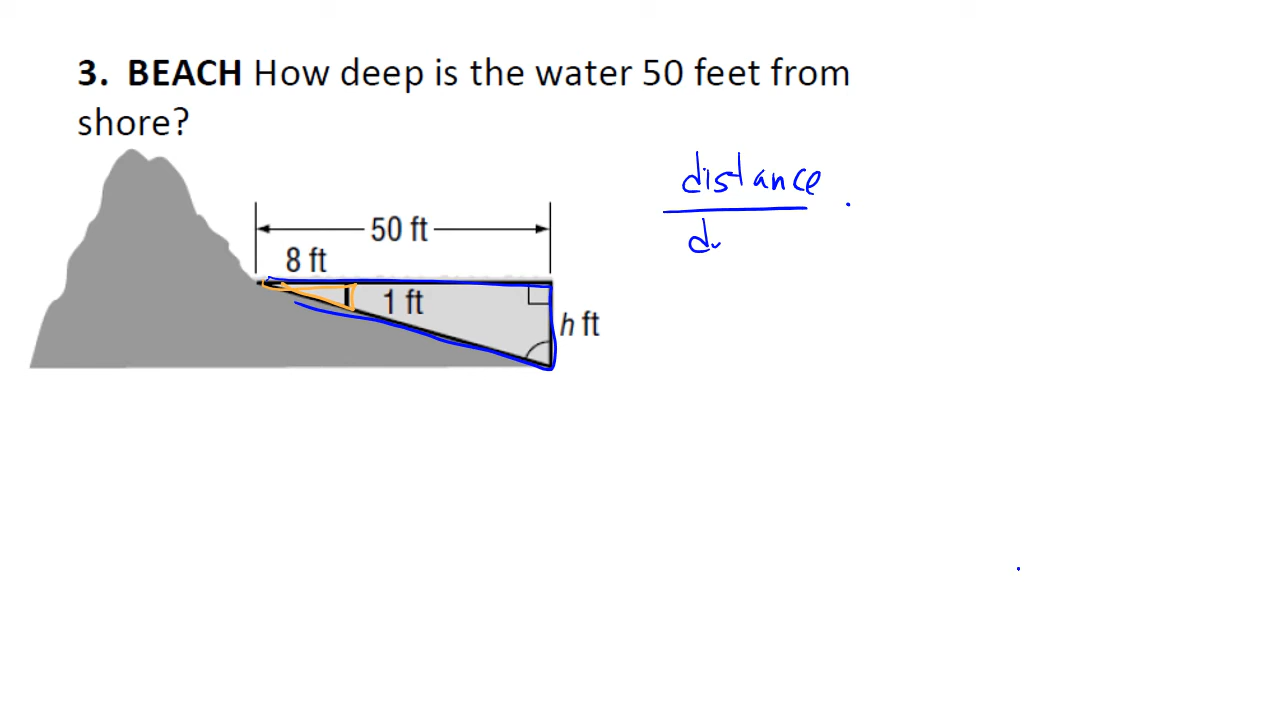 3. BEACH How deep is the water 50 feet from
shore?
distance
50 ft
8 ft
1 ft
h ft